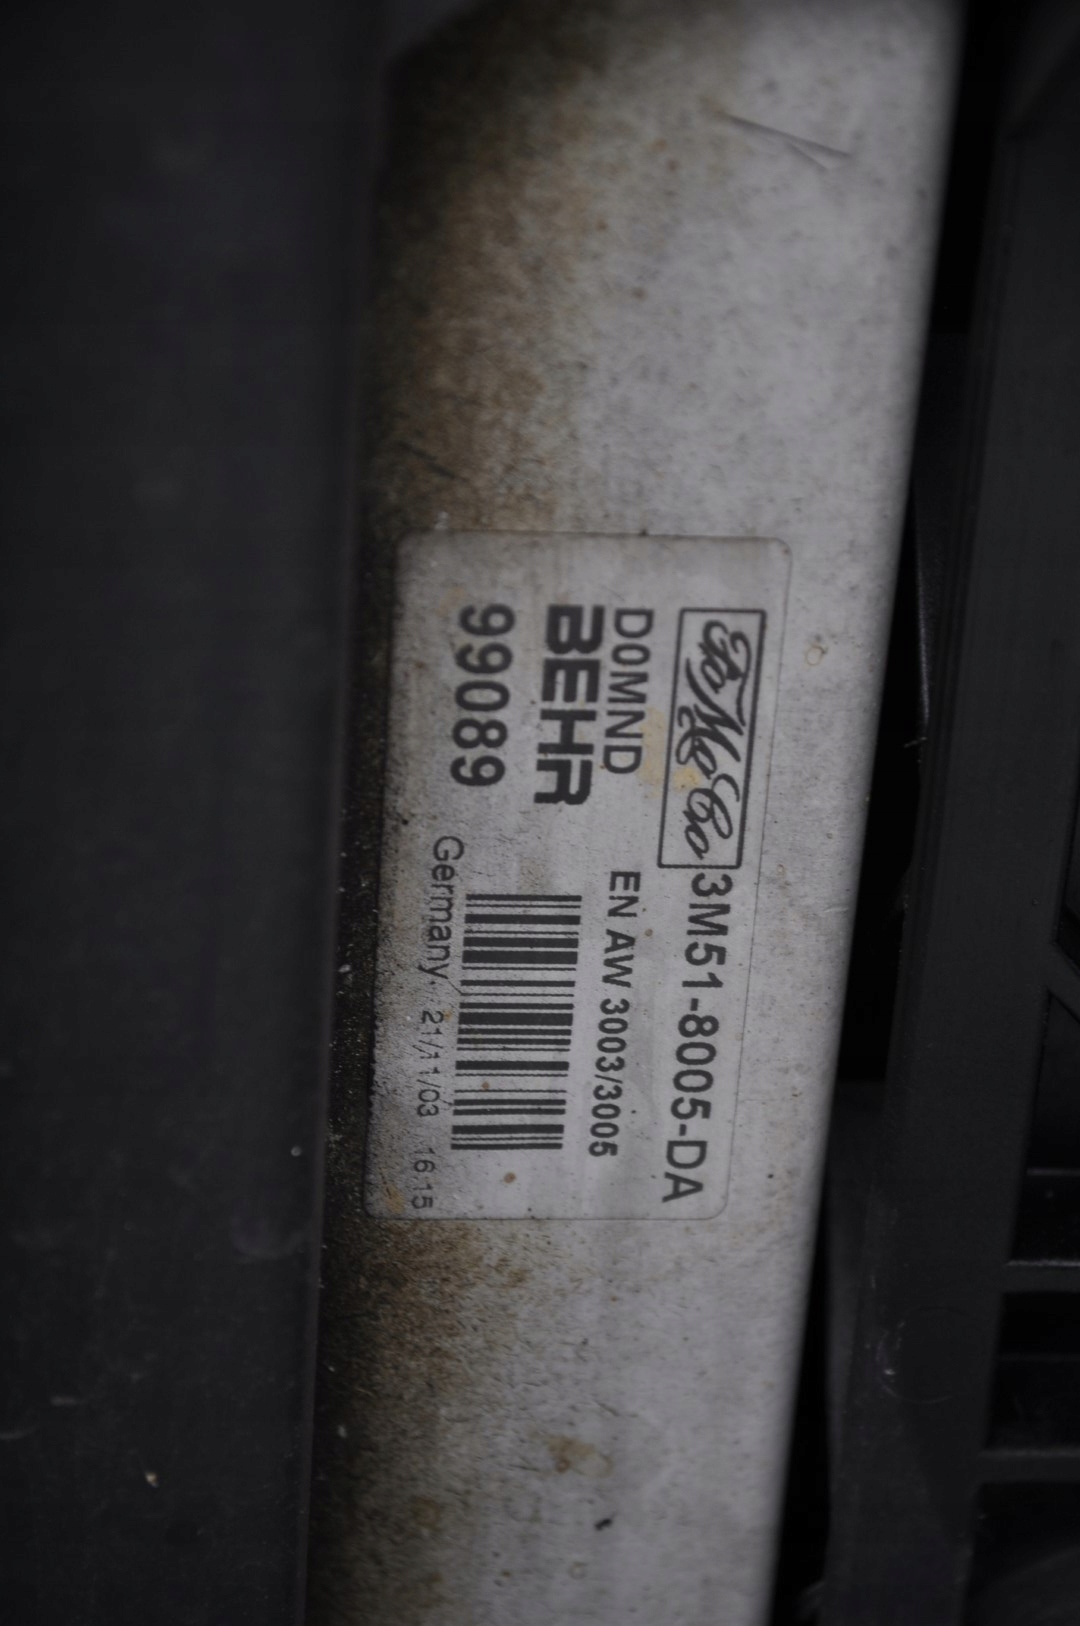 FoMoCo 3M51-8005-DA
D0MND EN AW 3003/3005
BEHR
99089
Germany. 21/11/03 16:15